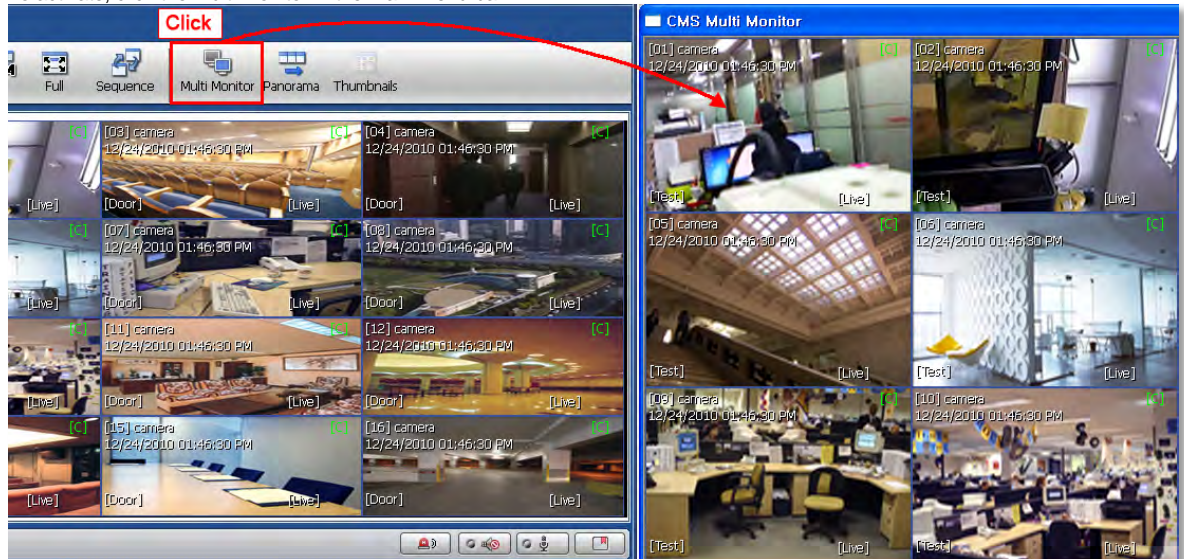 Click
Full
Sequence
Multi Monitor
Panorama
Thumbnails
[C]
[Live]
[03] camera
[C]
12/24/2010 01:46:30 PM
[Door]
[Live]
[04] camera
[C]
12/24/2010 01:46:30 PM
[Door]
[Live]
[C]
[Live]
[07] camera
[C]
12/24/2010 01:46:30 PM
[Door]
[Live]
[08] camera
[C]
12/24/2010 01:46:30 PM
[Door]
[Live]
[C]
[Live]
[11] camera
[C]
12/24/2010 01:46:30 PM
[Door]
[Live]
[12] camera
[C]
12/24/2010 01:46:30 PM
[Door]
[Live]
[C]
[Live]
[15] camera
[C]
12/24/2010 01:46:30 PM
[Door]
[Live]
[16] camera
[C]
12/24/2010 01:46:30 PM
[Door]
[Live]
CMS Multi Monitor
[01] camera
[C]
12/24/2010 01:46:30 PM
[Test]
[Live]
[02] camera
[C]
12/24/2010 01:46:30 PM
[Test]
[Live]
[05] camera
[C]
12/24/2010 01:46:30 PM
[Test]
[Live]
[06] camera
[C]
12/24/2010 01:46:30 PM
[Test]
[Live]
[09] camera
[C]
12/24/2010 01:46:30 PM
[Test]
[Live]
[10] camera
[C]
12/24/2010 01:46:30 PM
[Test]
[Live]